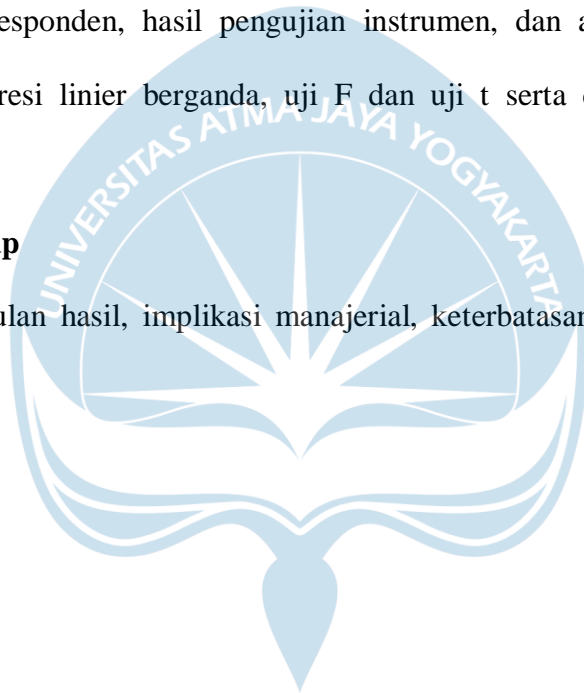 esponden, hasil pengujian instrumen, dan a
resi linier berganda, uji F dan uji t serta
UNIVERSITAS ATMA JAYA YOGYAKARTA
up
ulan hasil, implikasi manajerial, keterbatasan